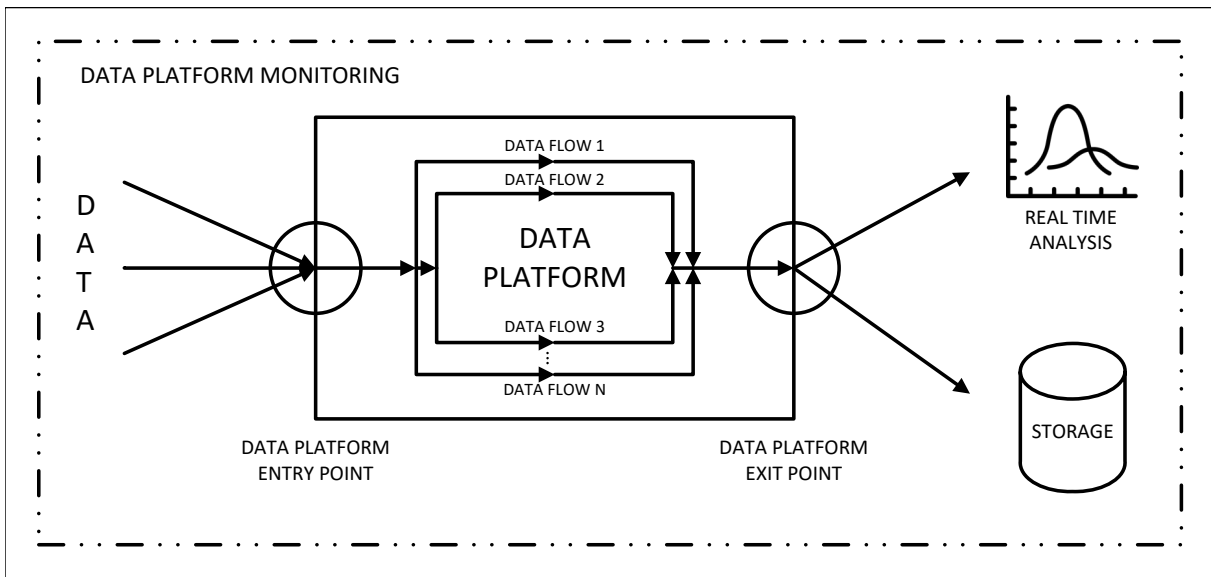 DATA PLATFORM MONITORING
D
A
T
A
DATA FLOW 1
DATA FLOW 2
DATA
PLATFORM
DATA FLOW 3
DATA FLOW N
DATA PLATFORM
ENTRY POINT
DATA PLATFORM
EXIT POINT
REAL TIME
ANALYSIS
STORAGE